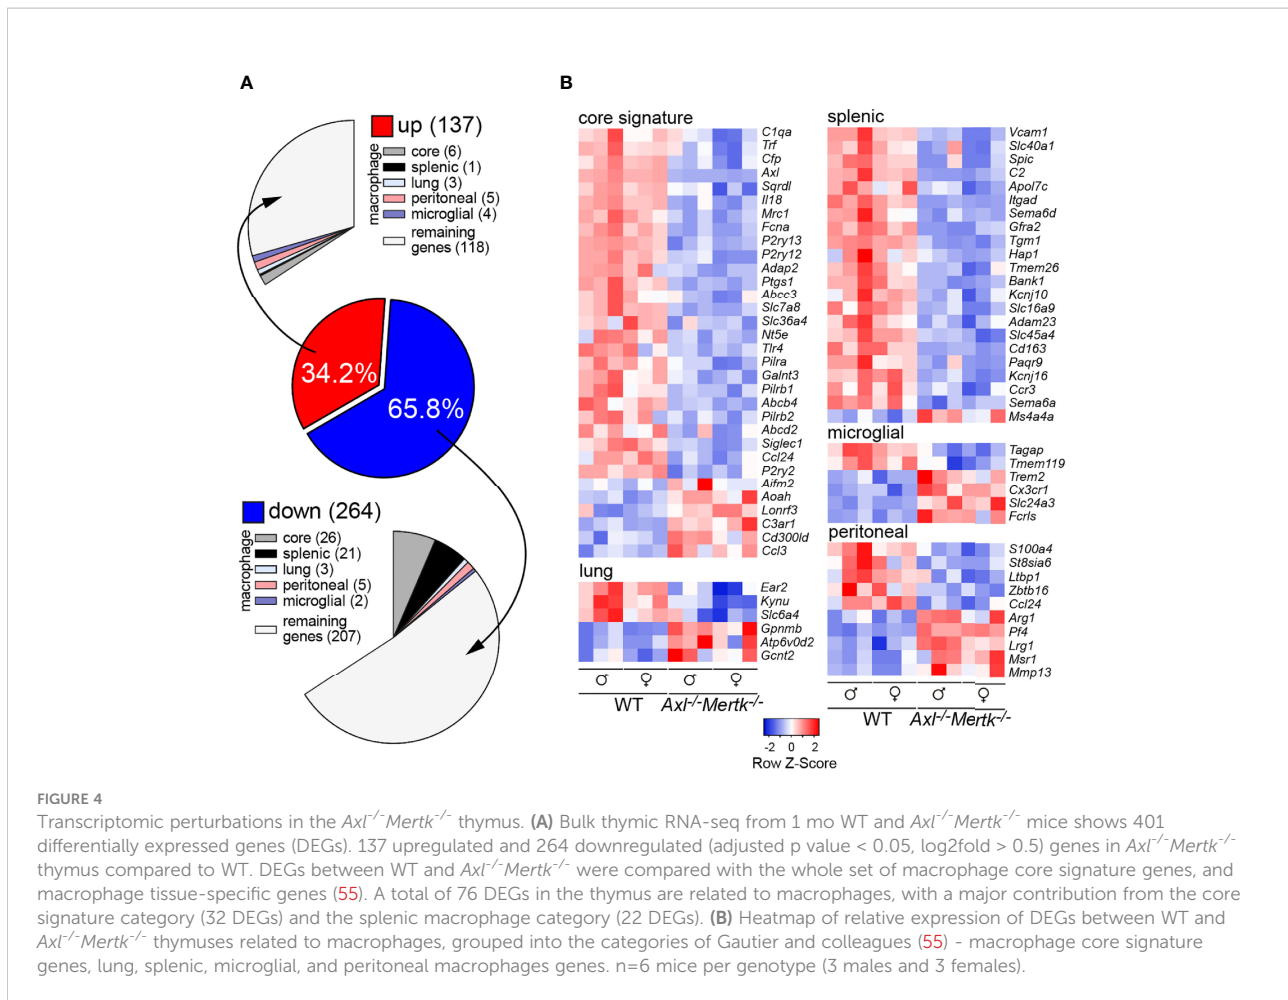 A
up (137)
macrophage
core (6)
splenic (1)
lung (3)
peritoneal (5)
microglial (4)
remaining
genes (118)
34.2%
65.8%
down (264)
macrophage
core (26)
splenic (21)
lung (3)
peritoneal (5)
microglial (2)
remaining
genes (207)
B
core signature
C1qa
Trf
Cfp
Axl
Sqrdl
Il18
Mrc1
Fcna
P2ry13
P2ry12
Adap2
Ptgs1
Abcc3
Slc7a8
Slc36a4
Nt5e
Tlr4
Pilra
Galnt3
Pilrb1
Abcb4
Pilrb2
Abcd2
Siglec1
Ccl24
P2ry2
Aifm2
Aoah
Lonrf3
C3ar1
Cd300ld
Ccl3
lung
Ear2
Kynu
Slc6a4
Gpnmb
Atp6v0d2
Gcnt2
♂ ♀ ♂ ♀
WT Axl-/-Mertk-/-
splenic
Vcam1
Slc40a1
Spic
C2
Apol7c
Itgad
Sema6d
Gfra2
Tgm1
Hap1
Tmem26
Bank1
Kcnj10
Slc16a9
Adam23
Slc45a4
Cd163
Paqr9
Kcnj16
Ccr3
Sema6a
Ms4a4a
microglial
Tagap
Tmem119
Trem2
Cx3cr1
Slc24a3
Fcrls
peritoneal
S100a4
St8sia6
Ltbp1
Zbtb16
Ccl24
Arg1
Pf4
Lrg1
Msr1
Mmp13
♂ ♀ ♂ ♀
WT Axl-/-Mertk-/-
-2 0 2
Row Z-Score
FIGURE 4
Transcriptomic perturbations in the Axl-/-Mertk-/- thymus. (A) Bulk thymic RNA-seq from 1 mo WT and Axl-/-Mertk-/- mice shows 401
differentially expressed genes (DEGs). 137 upregulated and 264 downregulated (adjusted p value < 0.05, log2fold > 0.5) genes in Axl-/-Mertk-/-
thymus compared to WT. DEGs between WT and Axl-/-Mertk-/- were compared with the whole set of macrophage core signature genes, and
macrophage tissue-specific genes (55). A total of 76 DEGs in the thymus are related to macrophages, with a major contribution from the core
signature category (32 DEGs) and the splenic macrophage category (22 DEGs). (B) Heatmap of relative expression of DEGs between WT and
Axl-/-Mertk-/- thymuses related to macrophages, grouped into the categories of Gautier and colleagues (55) - macrophage core signature
genes, lung, splenic, microglial, and peritoneal macrophages genes. n=6 mice per genotype (3 males and 3 females).